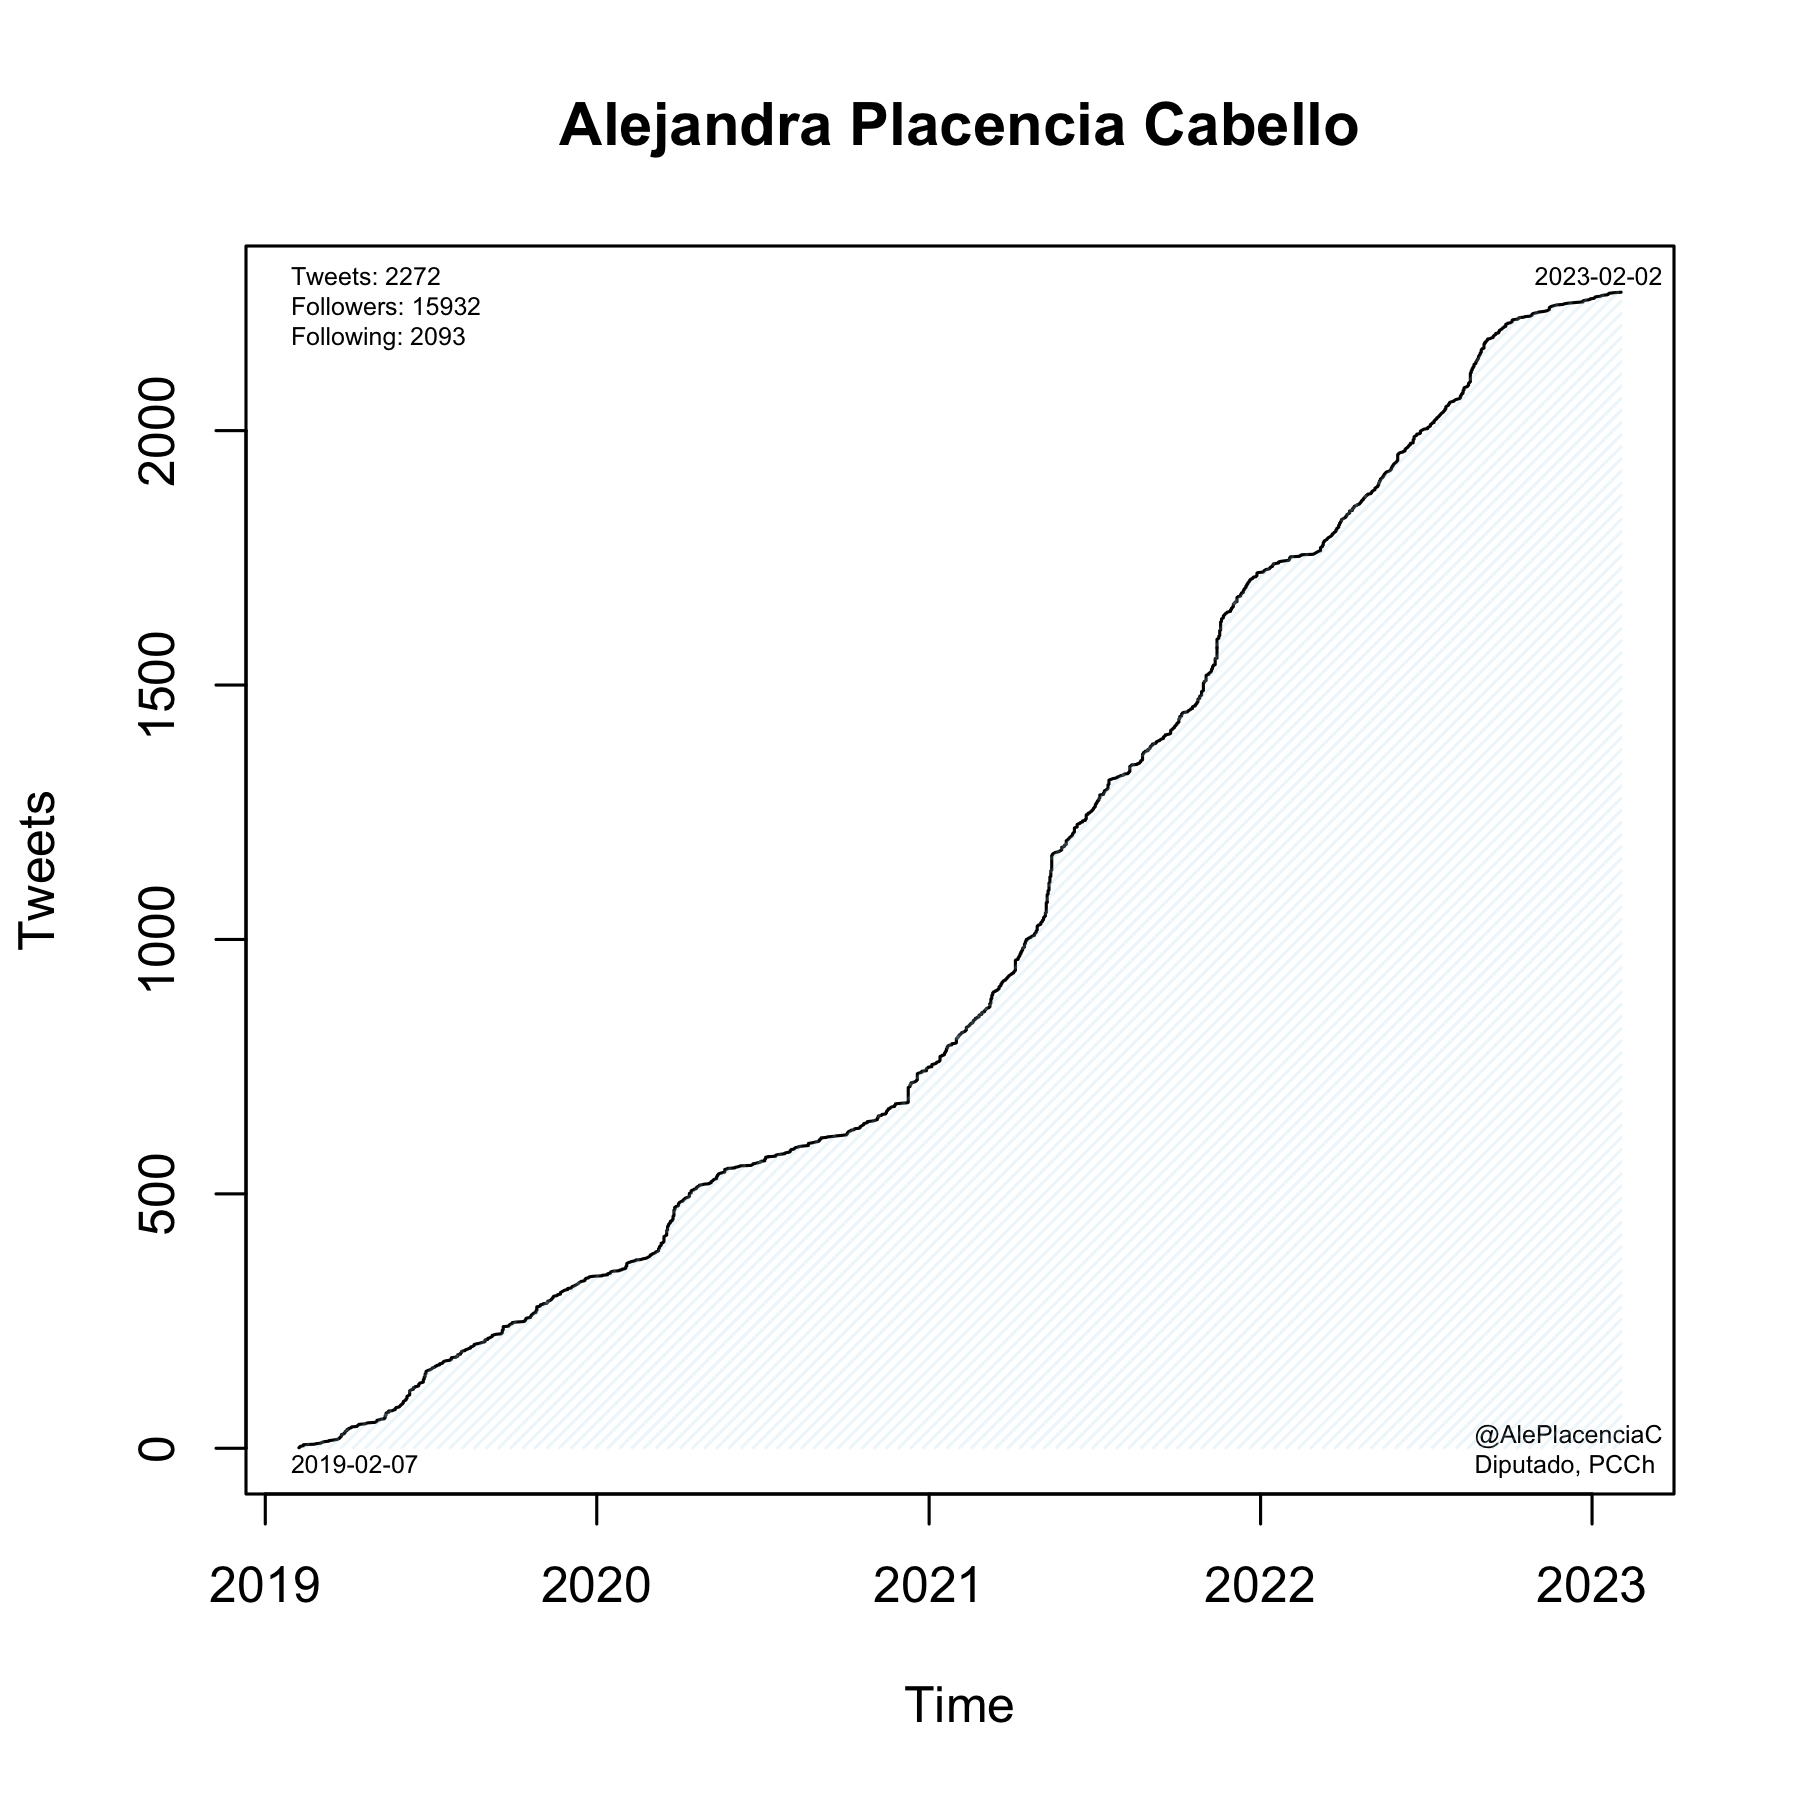 Alejandra Placencia Cabello
Tweets: 2272
Followers: 15932
Following: 2093
2023-02-02
2000
1500
1000
500
0
Tweets
@AlePlacenciaC
Diputado, PCCh
2019-02-07
2019 2020 2021 2022 2023
Time